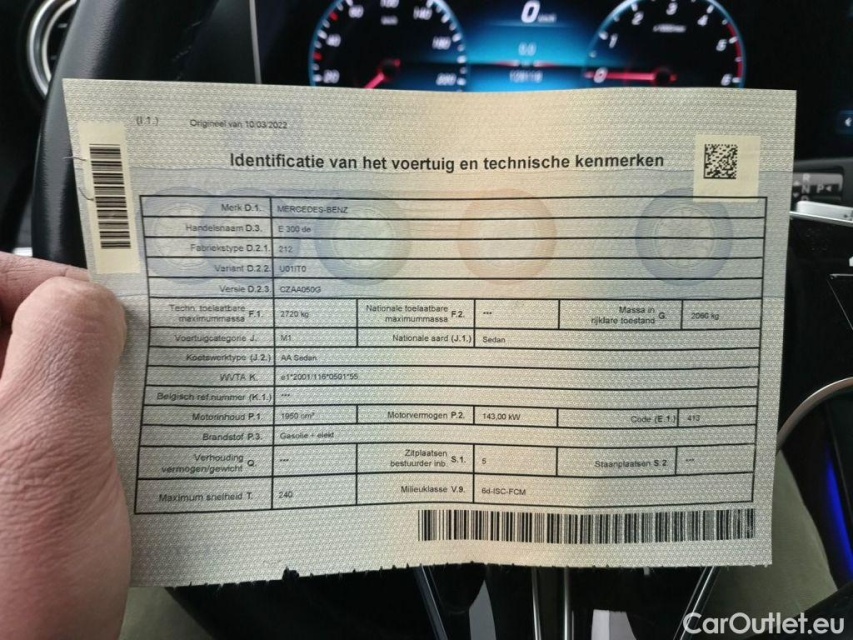 0
(I.1.) Origineel van 10/03/2022
Identificatie van het voertuig en technische kenmerken
Merk D.1. MERCEDES-BENZ
Handelsnaam D.3. E 300 de
Fabriekstype D.2.1. 212
Variant D.2.2. U01IT0
Versie D.2.3. CZAA050G
Techn. toelaatbare maximummassa F.1. 2720 kg Nationale toelaatbare maximummassa F.2. --- Massa in rijklare toestand G. 2060 kg
Voertuigcategorie J. M1 Nationale aard (J.1.) Sedan
Koetswerktype (J.2.) AA Sedan
WVTA K. e1*2001/116*0501*55
Belgisch ref.nummer (K.1.) ---
Motorinhoud P.1. 1950 cm³ Motorvermogen P.2. 143,00 kW Code (E.1.) 413
Brandstof P.3. Gasolie + elekt
Verhouding vermogen/gewicht Q. --- Zitplaatsen bestuurder inb. S.1. 5 Staanplaatsen S.2. ---
Maximum snelheid T. 240 Milieuklasse V.9. 6d-ISC-FCM
CarOutlet.eu